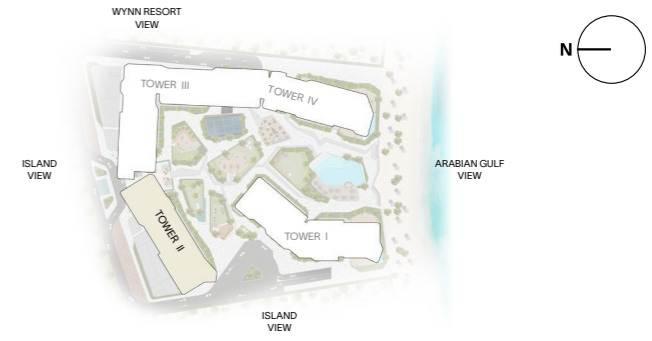 WYNN RESORT
VIEW
N
TOWER III
TOWER IV
ISLAND
VIEW
ARABIAN GULF
VIEW
TOWER II
TOWER I
ISLAND
VIEW